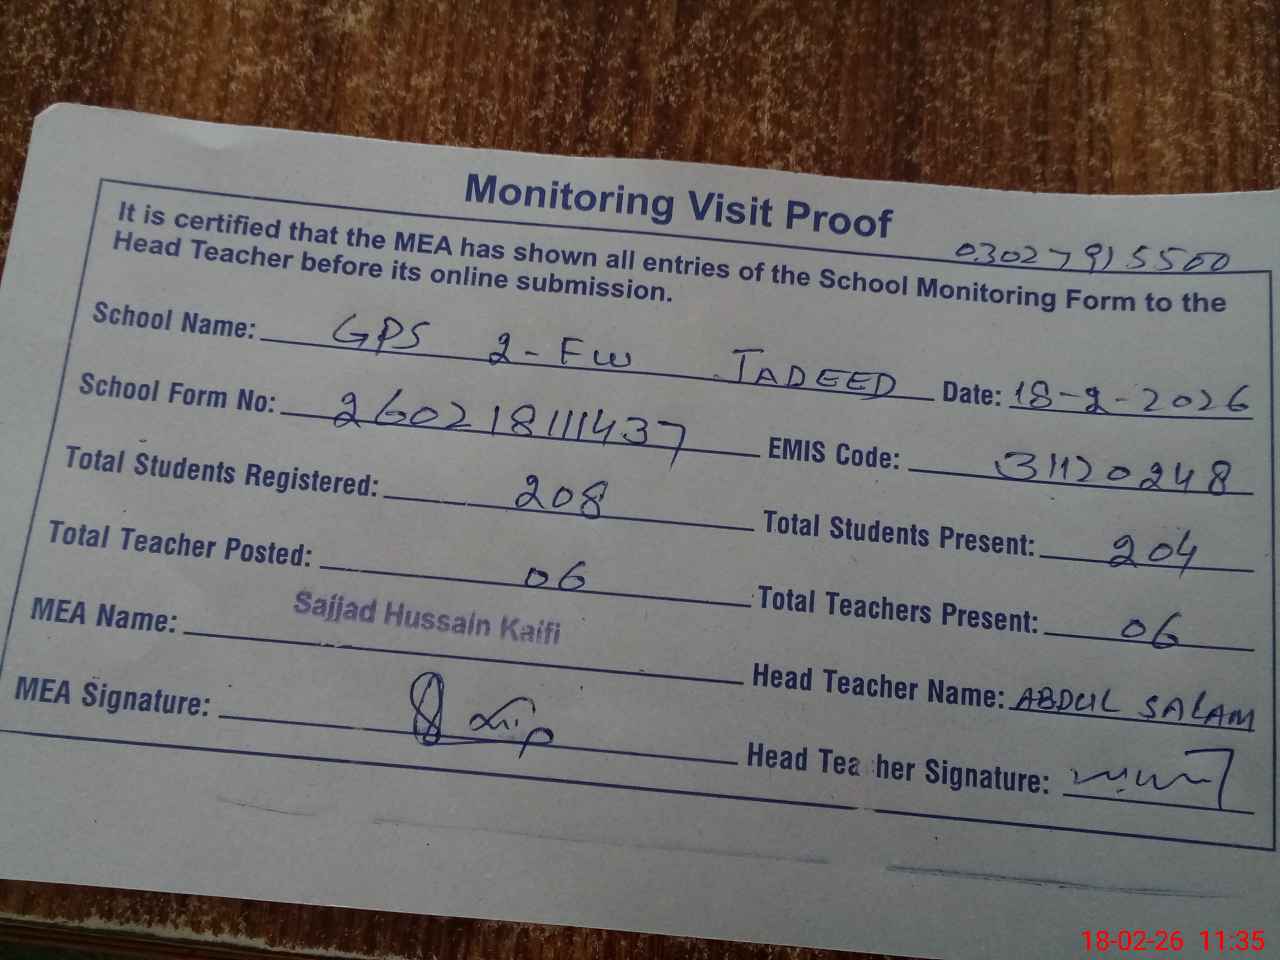 Monitoring Visit Proof
03027915500
It is certified that the MEA has shown all entries of the School Monitoring Form to the
Head Teacher before its online submission.
School Name: GPS 2-FW JADEED Date: 18-2-2026
School Form No: 260218111437 EMIS Code: 31120248
Total Students Registered: 208 Total Students Present: 204
Total Teacher Posted: 06 Total Teachers Present: 06
MEA Name: Sajjad Hussain Kaifi Head Teacher Name: ABDUL SALAM
MEA Signature: Head Teacher Signature:
18-02-26 11:35